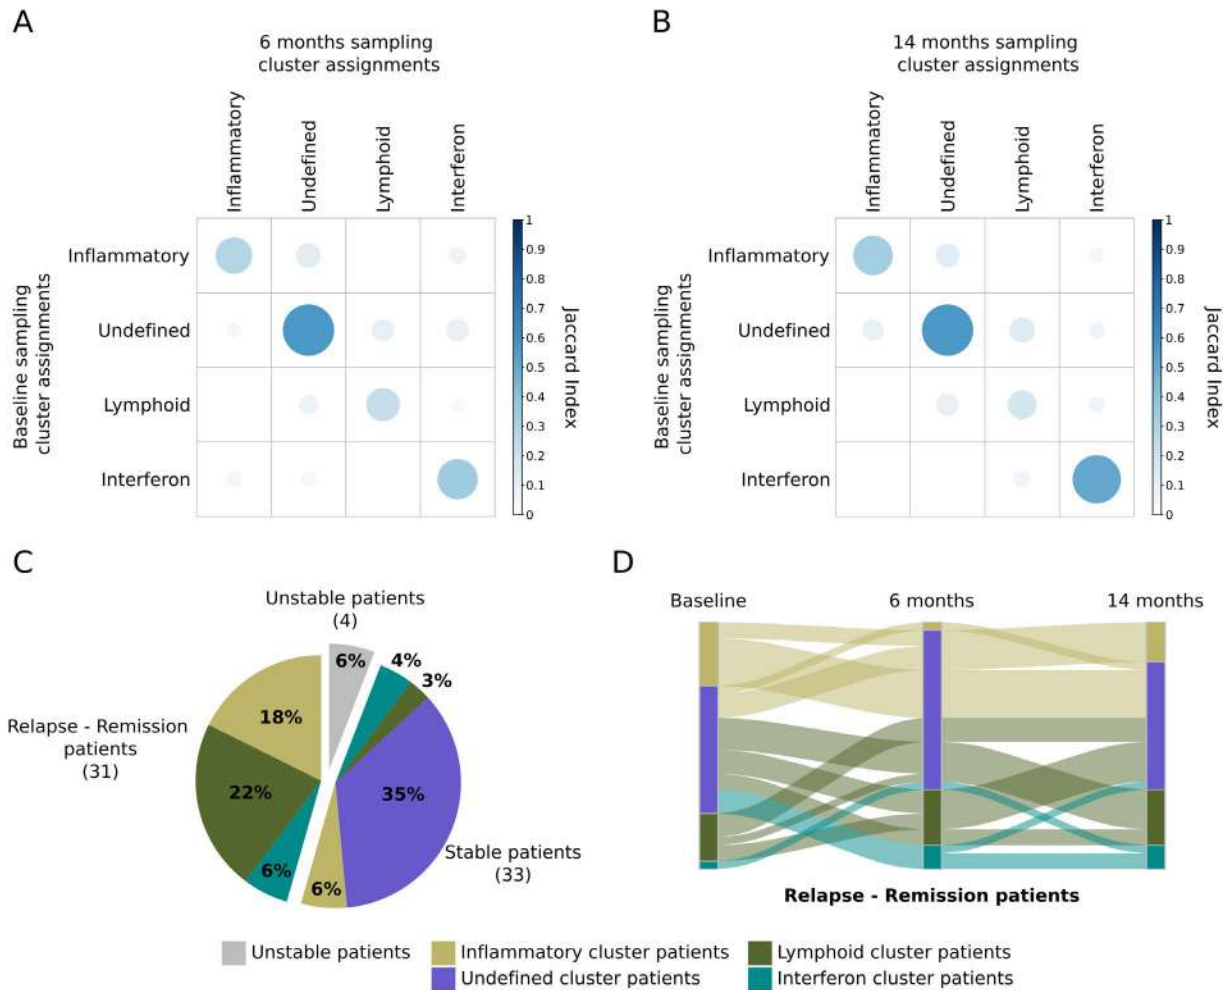 A
6 months sampling
cluster assignments
Inflammatory
Undefined
Lymphoid
Interferon
Baseline sampling
cluster assignments
Inflammatory
Undefined
Lymphoid
Interferon
1
0.9
0.8
0.7
0.6
0.5
0.4
0.3
0.2
0.1
0
Jaccard Index
B
14 months sampling
cluster assignments
Inflammatory
Undefined
Lymphoid
Interferon
Baseline sampling
cluster assignments
Inflammatory
Undefined
Lymphoid
Interferon
1
0.9
0.8
0.7
0.6
0.5
0.4
0.3
0.2
0.1
0
Jaccard Index
C
Unstable patients
(4)
6%
4%
3%
18%
Relapse - Remission
patients
(31)
22%
35%
Stable patients
(33)
6%
6%
D
Baseline
6 months
14 months
Relapse - Remission patients
Unstable patients
Inflammatory cluster patients
Lymphoid cluster patients
Undefined cluster patients
Interferon cluster patients